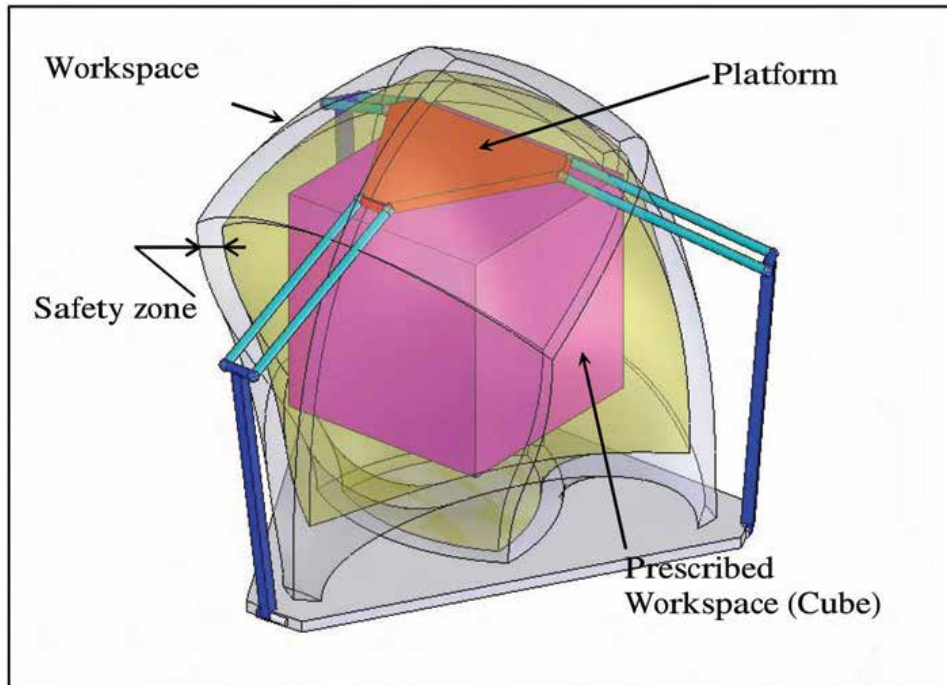 Workspace
Platform
Safety zone
Prescribed
Workspace (Cube)